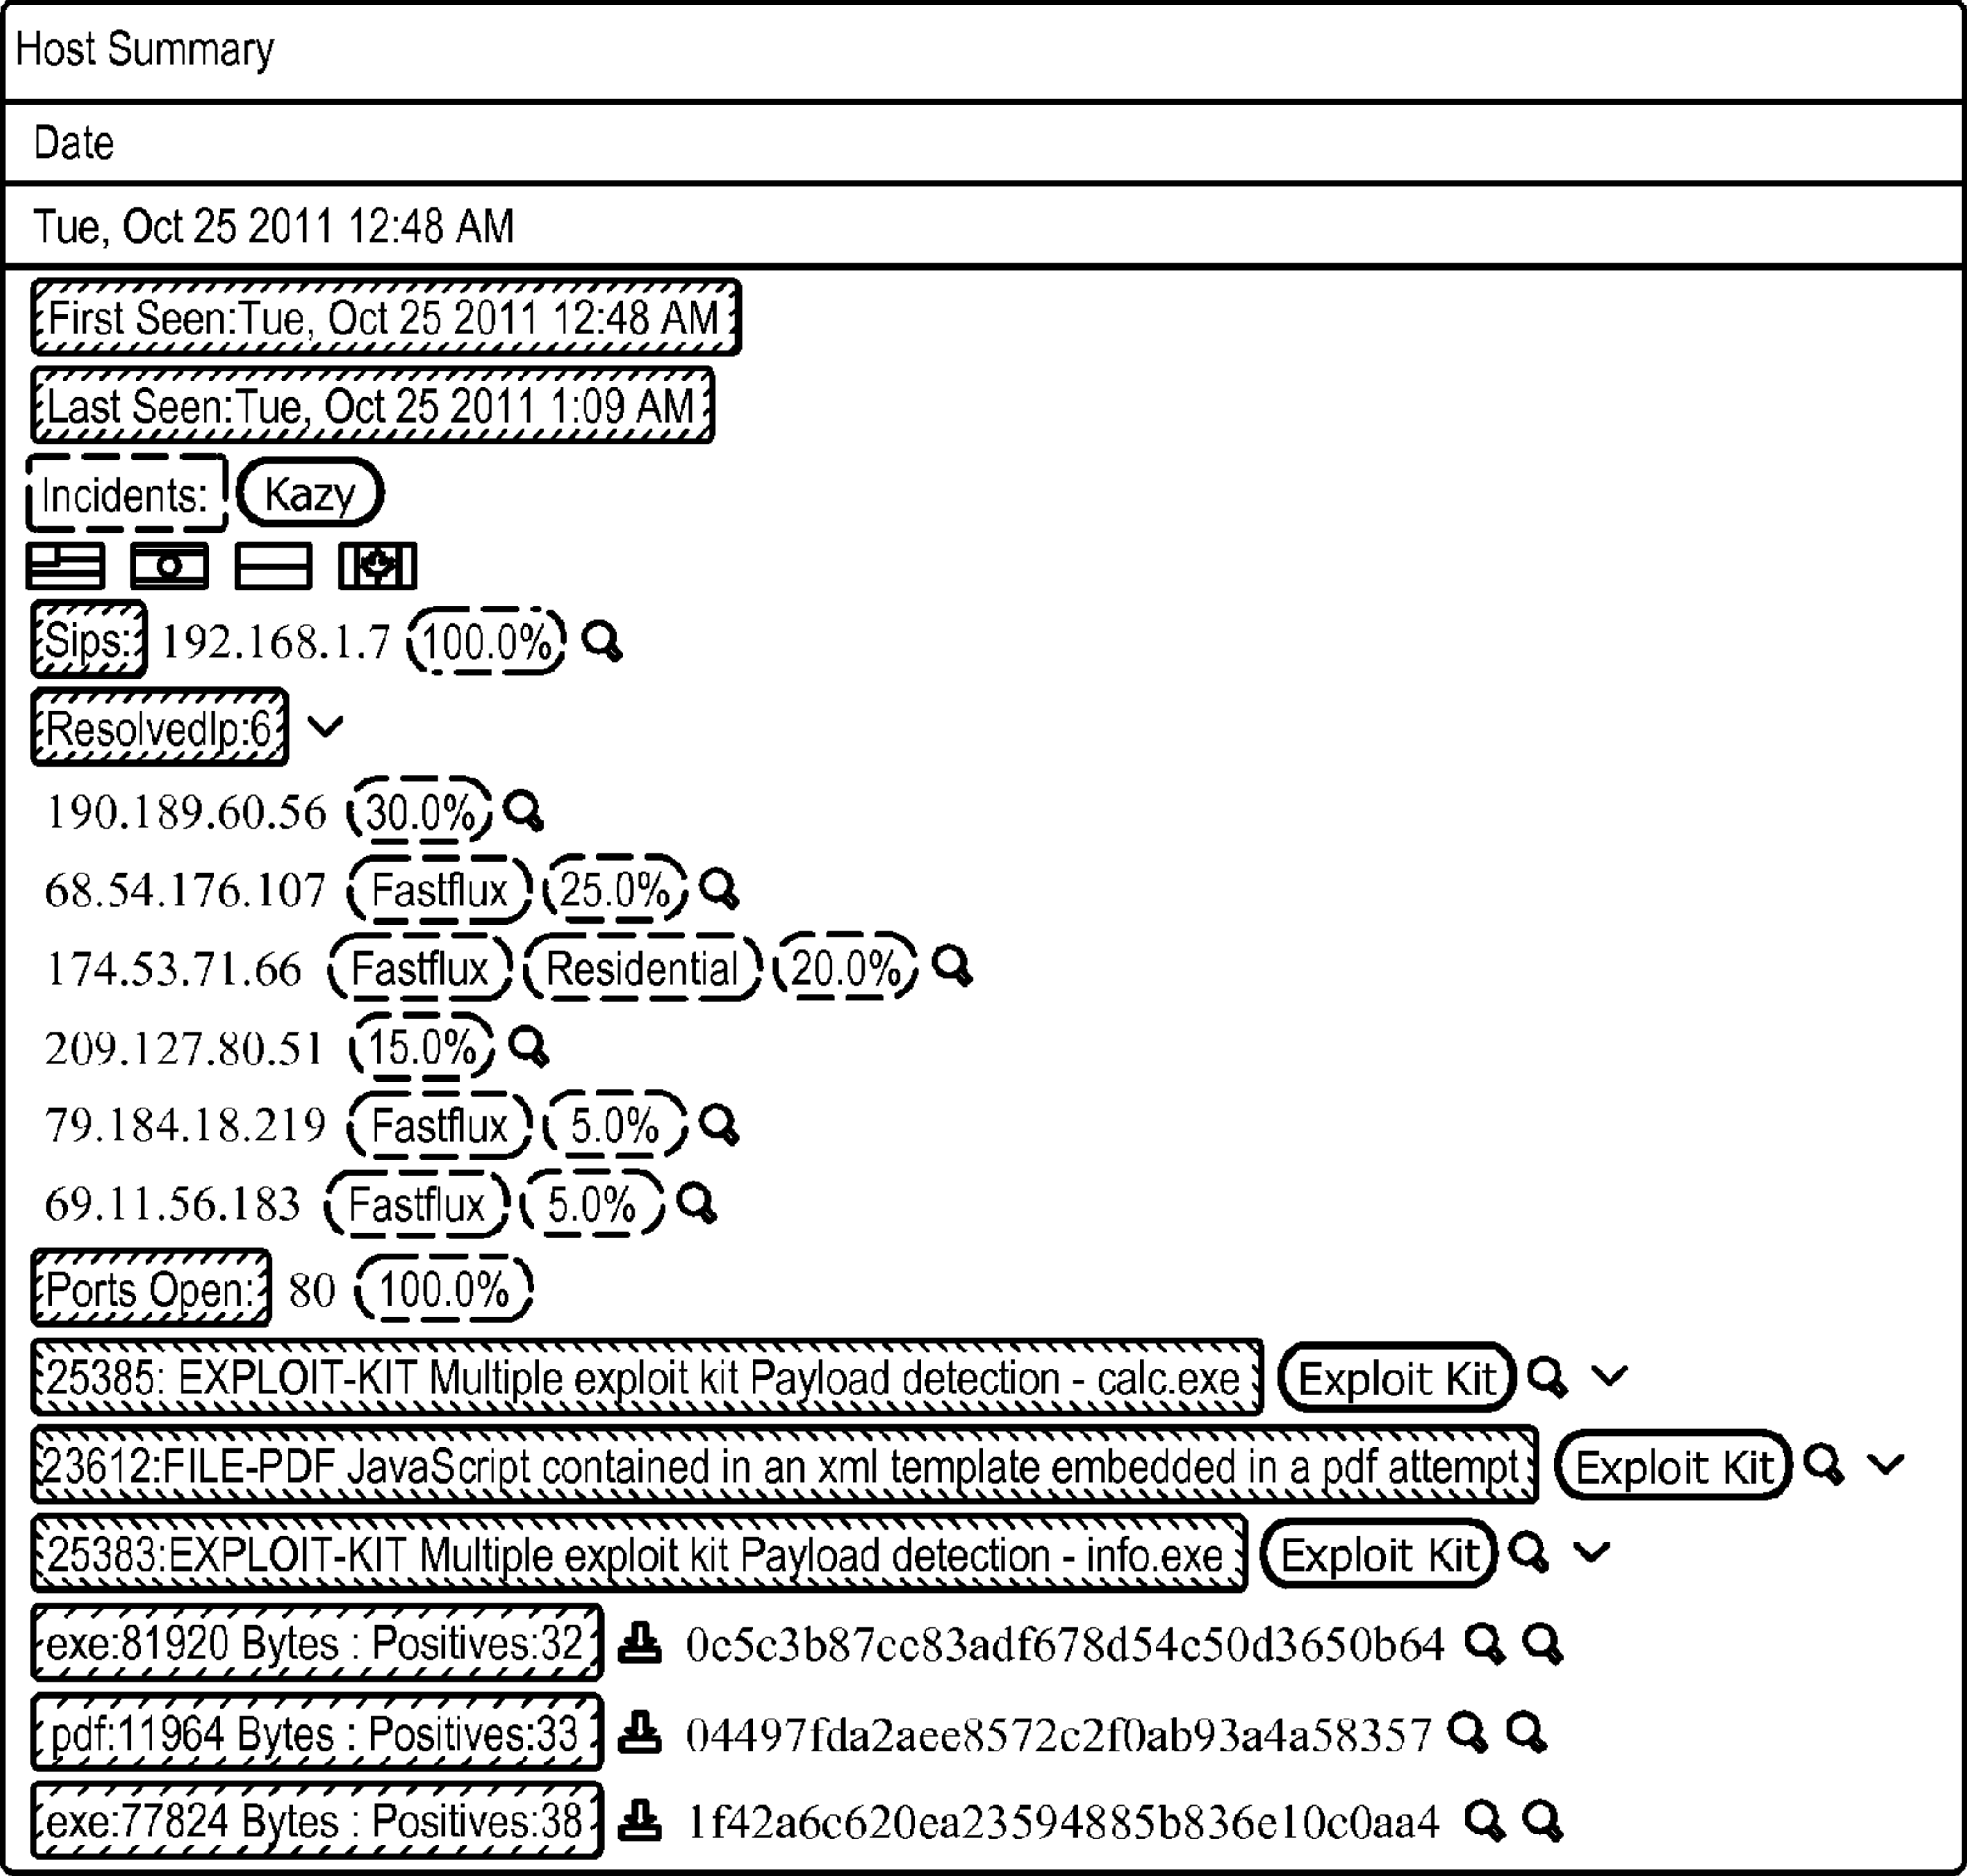 Host Summary
Date
Tue, Oct 25 2011 12:48 AM
First Seen:Tue, Oct 25 2011 12:48 AM
Last Seen:Tue, Oct 25 2011 1:09 AM
Incidents: Kazy
Sips: 192.168.1.7 100.0%
ResolvedIp:6
190.189.60.56 30.0%
68.54.176.107 Fastflux 25.0%
174.53.71.66 Fastflux Residential 20.0%
209.127.80.51 15.0%
79.184.18.219 Fastflux 5.0%
69.11.56.183 Fastflux 5.0%
Ports Open: 80 100.0%
25385: EXPLOIT-KIT Multiple exploit kit Payload detection - calc.exe Exploit Kit
23612:FILE-PDF JavaScript contained in an xml template embedded in a pdf attempt Exploit Kit
25383:EXPLOIT-KIT Multiple exploit kit Payload detection - info.exe Exploit Kit
exe:81920 Bytes : Positives:32 0c5c3b87cc83adf678d54c50d3650b64
pdf:11964 Bytes : Positives:33 04497fda2aee8572c2f0ab93a4a58357
exe:77824 Bytes : Positives:38 1f42a6c620ea23594885b836e10c0aa4